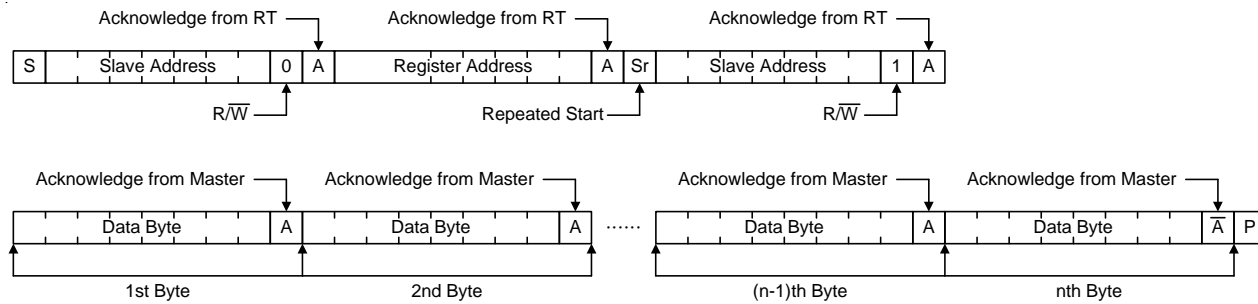 Acknowledge from RT Acknowledge from RT Acknowledge from RT
S Slave Address 0 A Register Address A Sr Slave Address 1 A
R/W̅ Repeated Start R/W̅
Acknowledge from Master Acknowledge from Master Acknowledge from Master Acknowledge from Master
Data Byte A Data Byte A ...... Data Byte A Data Byte A̅ P
1st Byte 2nd Byte (n-1)th Byte nth Byte